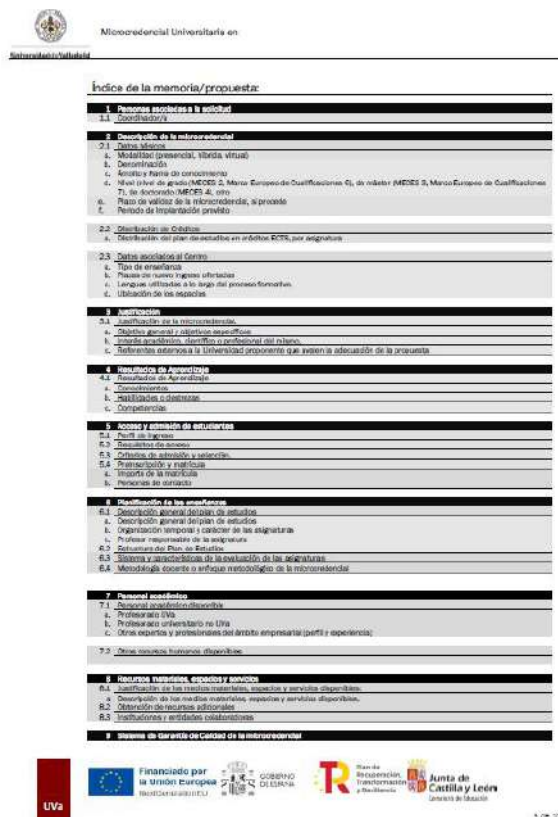 Microcredencial Universitaria en
Universidad de Valladolid
Índice de la memoria/propuesta:
1 Personas asociadas a la solicitud
1.1 Coordinador/a
2 Descripción de la microcredencial
2.1 Datos básicos
a. Modalidad (presencial, híbrida, virtual)
b. Denominación
c. Ámbito y Rama de conocimiento
d. Nivel (nivel de grado (MECES 2, Marco Europeo de Cualificaciones 6), de máster (MECES 3, Marco Europeo de Cualificaciones
7), de doctorado (MECES 4), otro
e. Plazo de validez de la microcredencial, si procede
f. Periodo de implantación previsto
2.2 Distribución de Créditos
a. Distribución del plan de estudios en créditos ECTS, por asignatura
2.3 Datos asociados al Centro
a. Tipo de enseñanza
b. Plazas de nuevo ingreso ofertadas
c. Lenguas utilizadas a lo largo del proceso formativo
d. Ubicación de los espacios
3 Justificación
3.1 Justificación de la microcredencial.
a. Objetivo general y objetivos específicos
b. Interés académico, científico o profesional del mismo.
c. Referentes externos a la Universidad proponente que avalen la adecuación de la propuesta
4 Resultados de Aprendizaje
4.1 Resultados de Aprendizaje
a. Conocimientos
b. Habilidades o destrezas
c. Competencias
5 Acceso y admisión de estudiantes
5.1 Perfil de ingreso
5.2 Requisitos de acceso
5.3 Criterios de admisión y selección.
5.4 Preinscripción y matrícula
a. Importe de la matrícula
b. Personas de contacto
6 Planificación de las enseñanzas
6.1 Descripción general del plan de estudios
a. Descripción general del plan de estudios
b. Organización temporal y carácter de las asignaturas
c. Profesor responsable de la asignatura
6.2 Estructura del Plan de Estudios
6.3 Sistema y características de la evaluación de las asignaturas
6.4 Metodología docente o enfoque metodológico de la microcredencial
7 Personal académico
7.1 Personal académico disponible
a. Profesorado UVa
b. Profesorado universitario no UVa
c. Otros expertos y profesionales del ámbito empresarial (perfil y experiencia)
7.2 Otros recursos humanos disponibles
8 Recursos materiales, espacios y servicios
8.1 Justificación de los medios materiales, espacios y servicios disponibles:
a Descripción de los medios materiales, espacios y servicios disponibles.
8.2 Obtención de recursos adicionales
8.3 Instituciones y entidades colaboradoras
9 Sistema de Garantía de Calidad de la microcredencial
UVa
Financiado por
la Unión Europea
NextGenerationEU
GOBIERNO
DE ESPAÑA
Plan de
Recuperación,
Transformación
y Resiliencia
Junta de
Castilla y León
Consejería de Educación